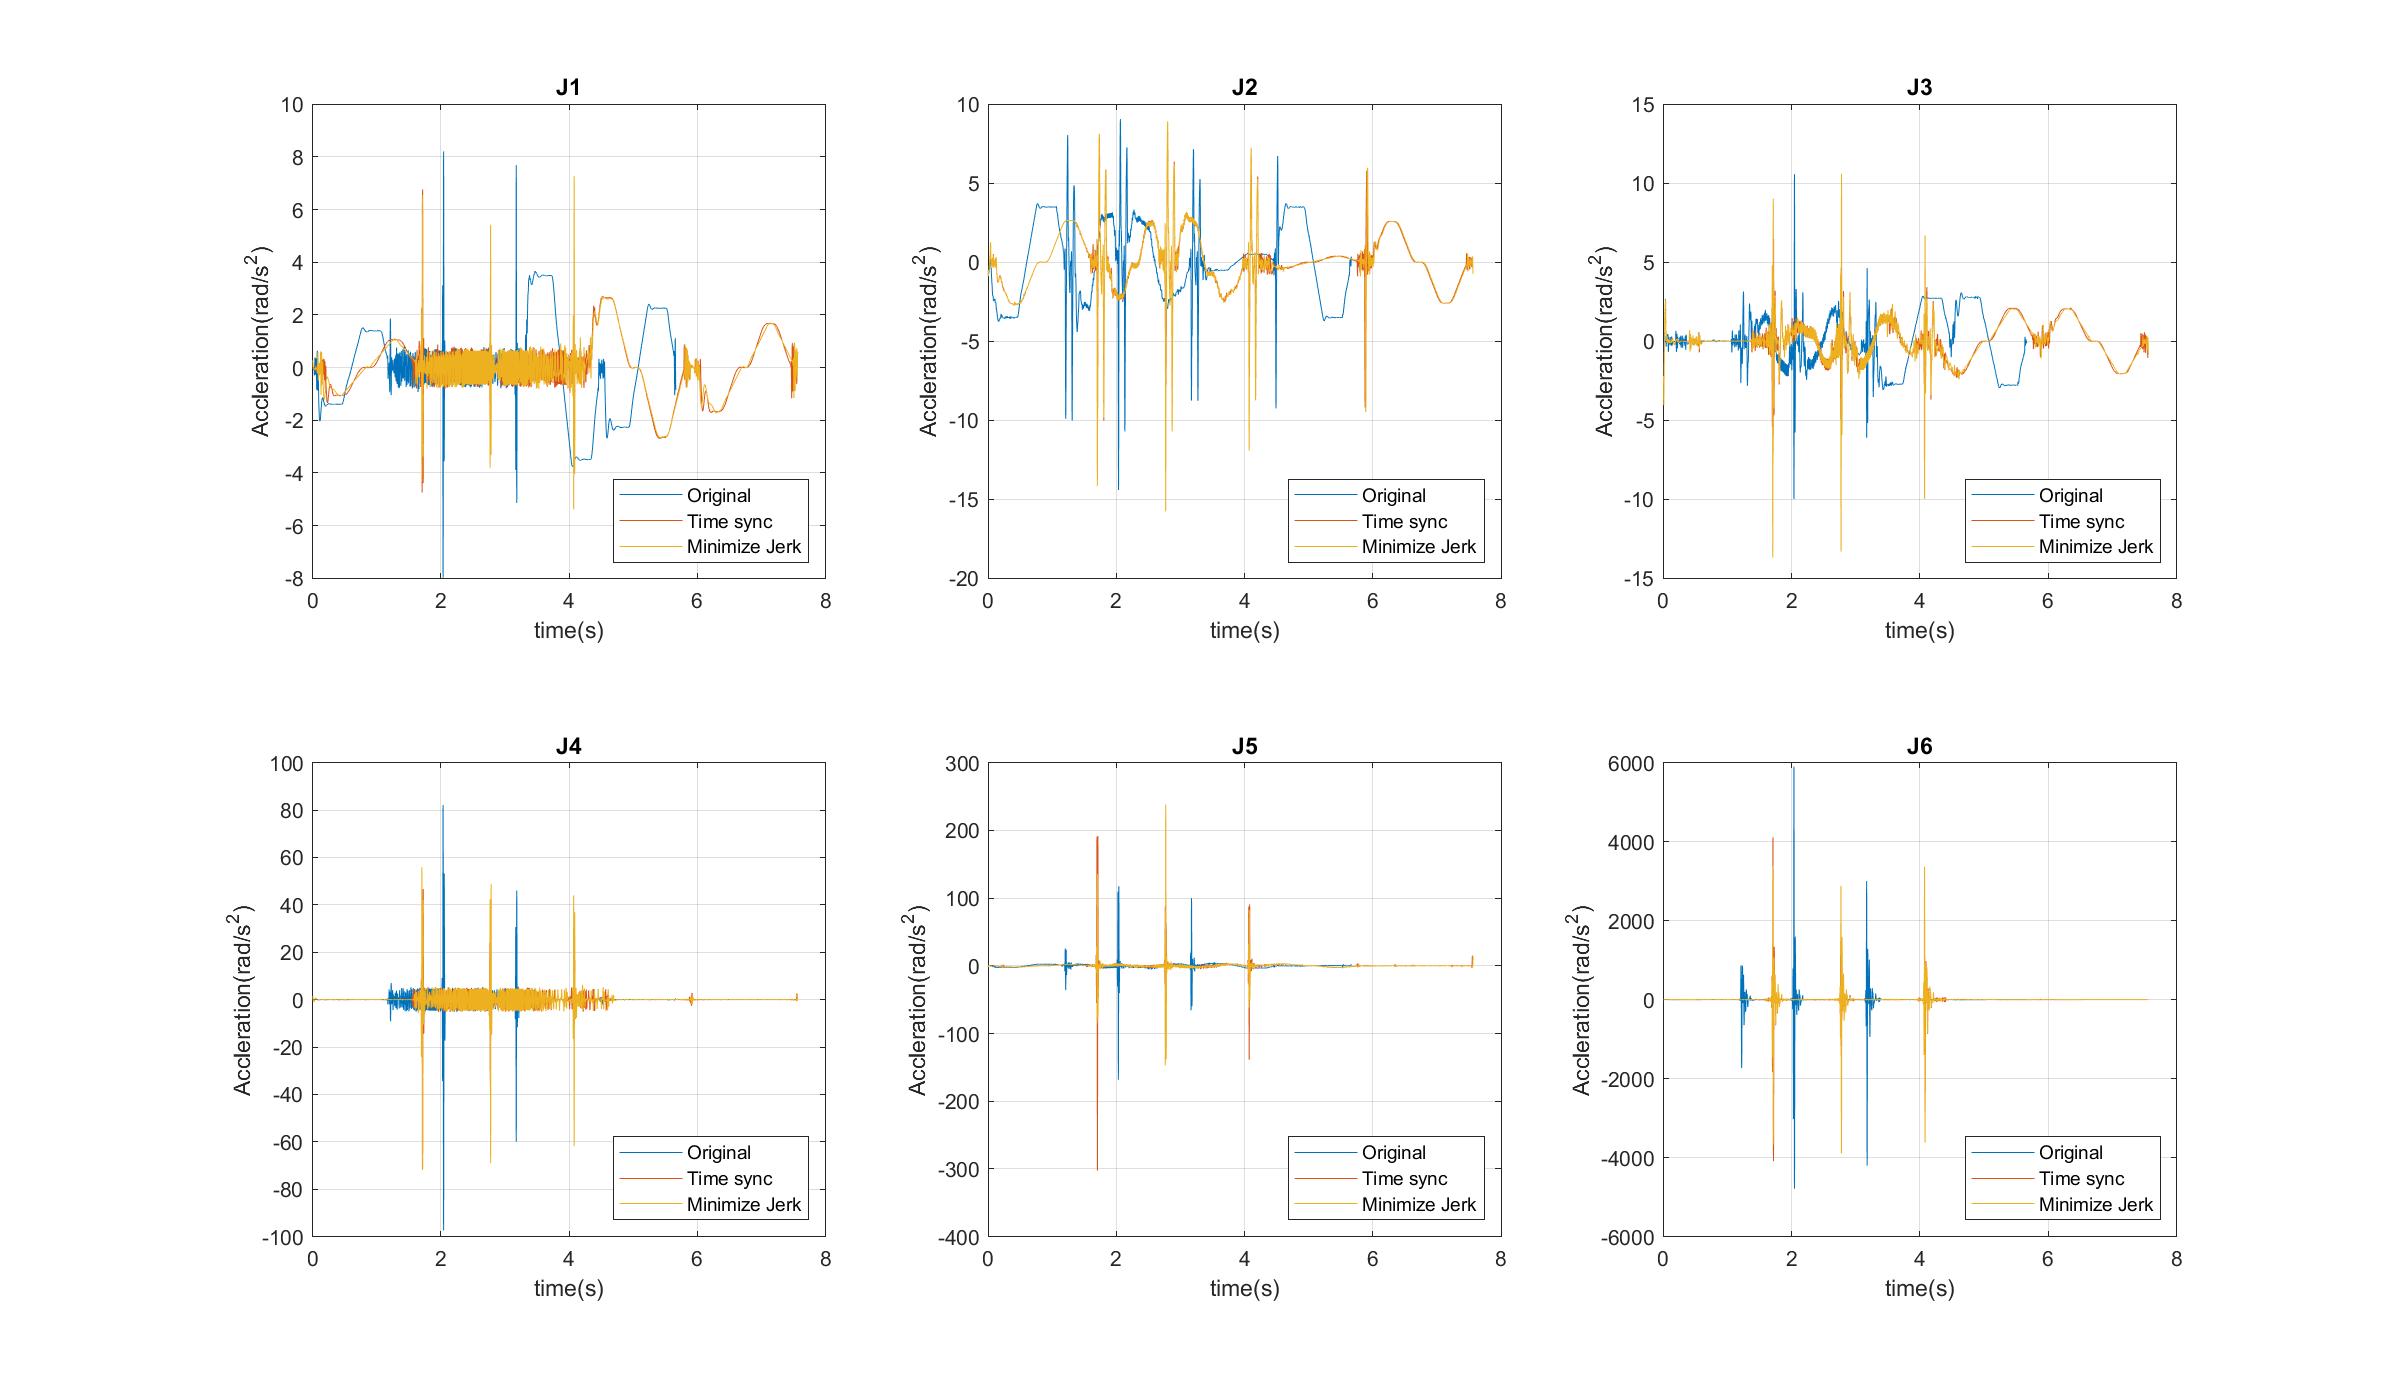 J1
10
8
6
4
2
0
-2
-4
-6
-8
Accleration(rad/s²)
0 2 4 6 8
time(s)
Original
Time sync
Minimize Jerk
J2
10
5
0
-5
-10
-15
-20
Accleration(rad/s²)
0 2 4 6 8
time(s)
Original
Time sync
Minimize Jerk
J3
15
10
5
0
-5
-10
-15
Accleration(rad/s²)
0 2 4 6 8
time(s)
Original
Time sync
Minimize Jerk
J4
100
80
60
40
20
0
-20
-40
-60
-80
-100
Accleration(rad/s²)
0 2 4 6 8
time(s)
Original
Time sync
Minimize Jerk
J5
300
200
100
0
-100
-200
-300
-400
Accleration(rad/s²)
0 2 4 6 8
time(s)
Original
Time sync
Minimize Jerk
J6
6000
4000
2000
0
-2000
-4000
-6000
Accleration(rad/s²)
0 2 4 6 8
time(s)
Original
Time sync
Minimize Jerk